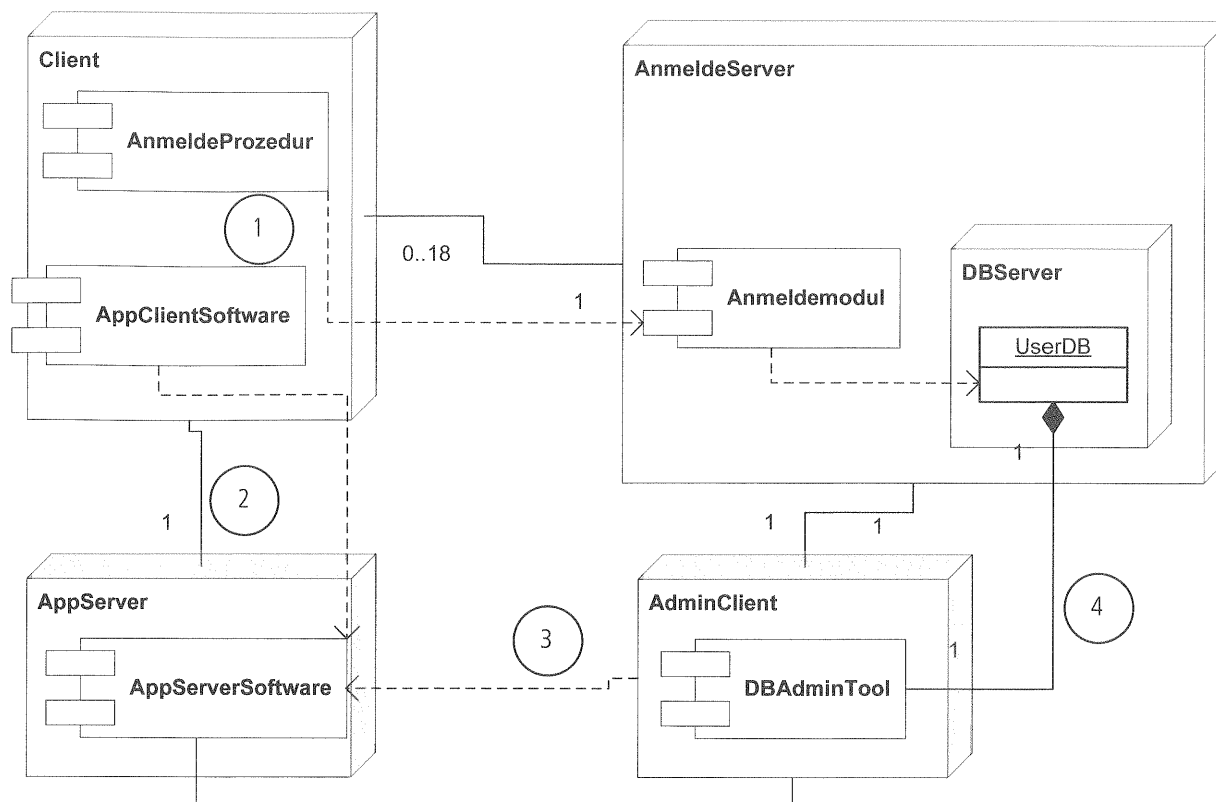 Client
AnmeldeServer
AnmeldeProzedur
1
0..18
DBServer
AppClientSoftware
1
Anmeldemodul
UserDB
1
2
1
1
1
AppServer
AdminClient
4
3
1
AppServerSoftware
DBAdminTool